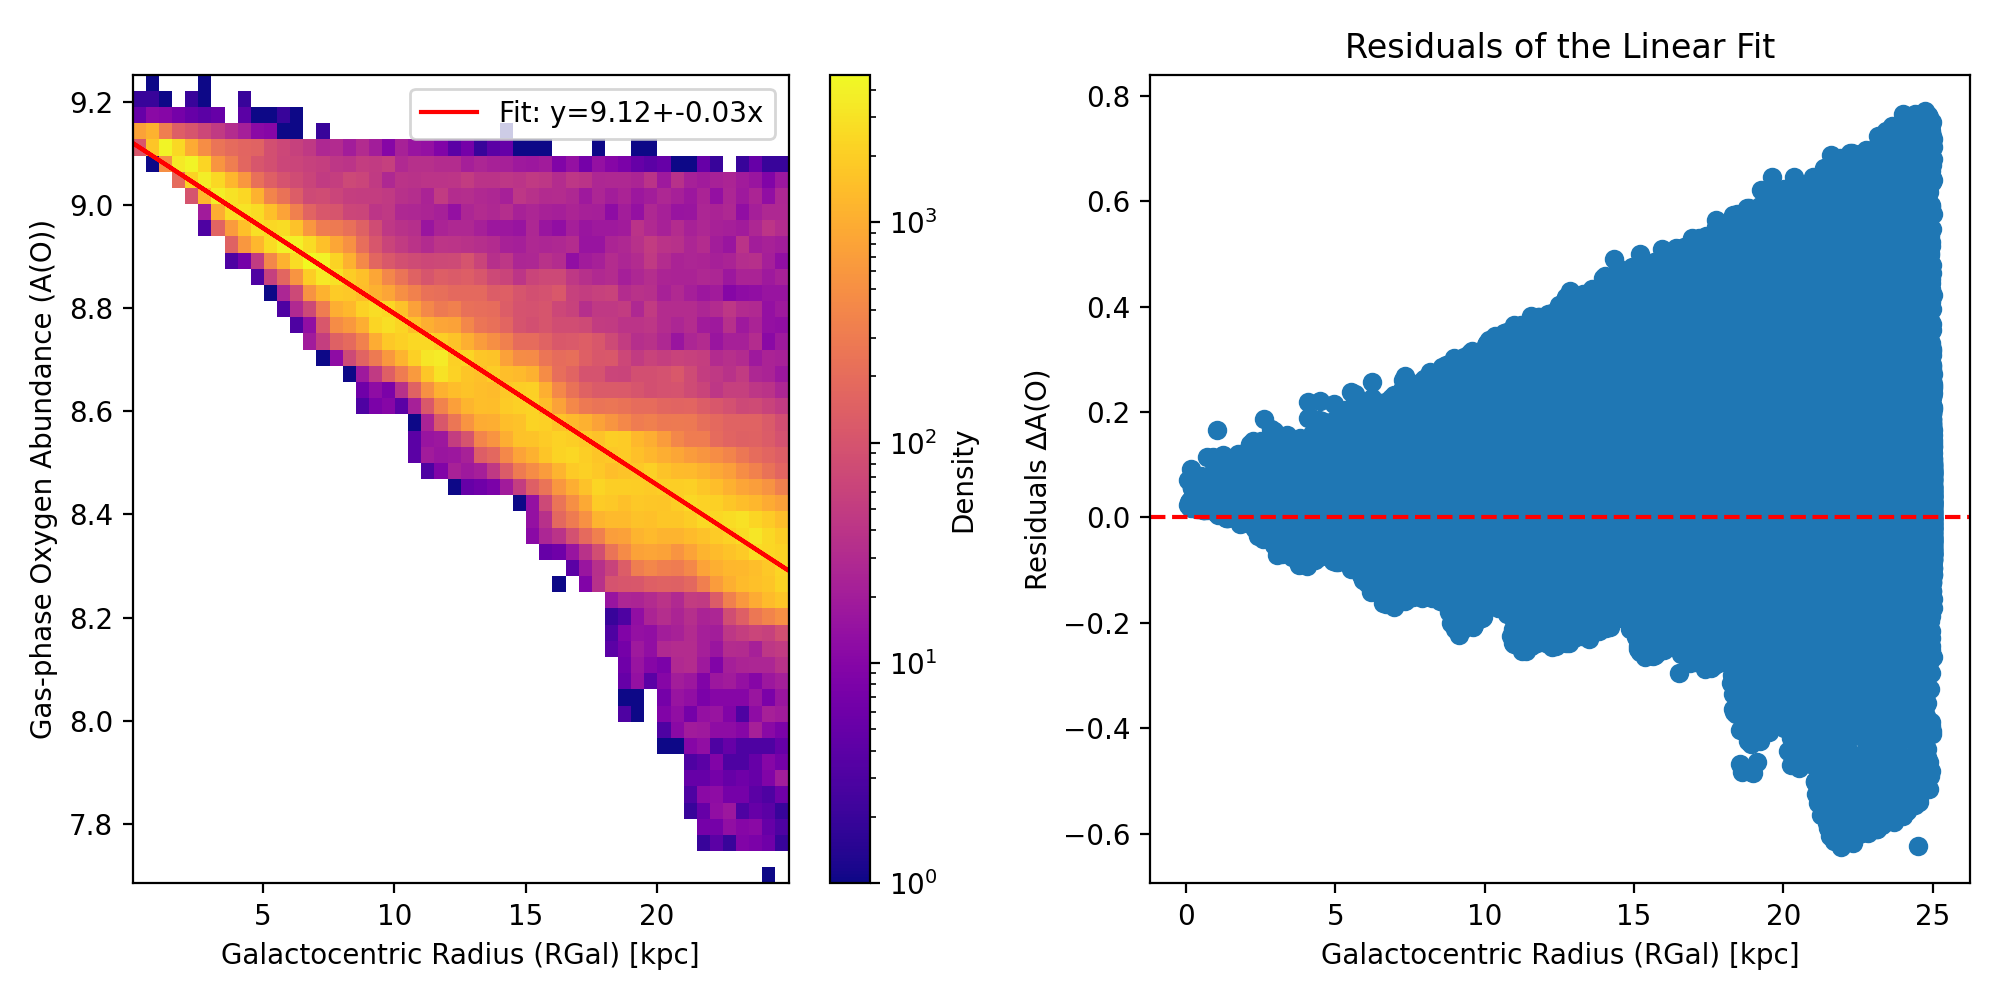 Fit: y=9.12+-0.03x
9.2
9.0
8.8
8.6
8.4
8.2
8.0
7.8
5 10 15 20
Galactocentric Radius (RGal) [kpc]
Gas-phase Oxygen Abundance (A(O))
10³
10²
10¹
10⁰
Density
Residuals of the Linear Fit
0.8
0.6
0.4
0.2
0.0
−0.2
−0.4
−0.6
0 5 10 15 20 25
Galactocentric Radius (RGal) [kpc]
Residuals ΔA(O)